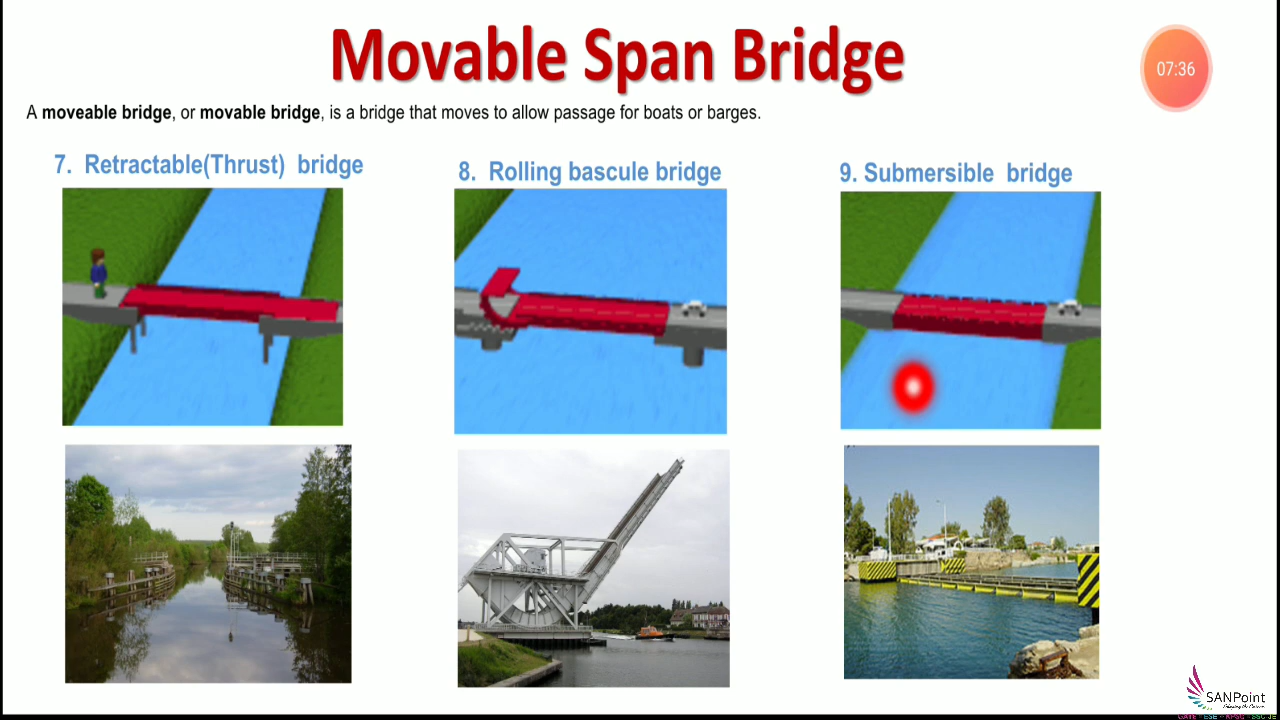 Movable Span Bridge
07:36
A moveable bridge, or movable bridge, is a bridge that moves to allow passage for boats or barges.
7. Retractable(Thrust) bridge
8. Rolling bascule bridge
9. Submersible bridge
SANPoint